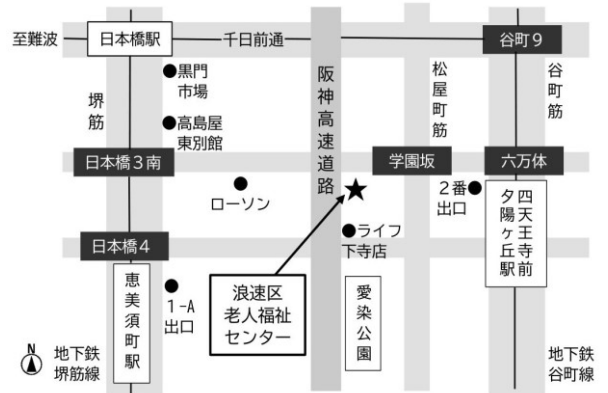 至難波
日本橋駅
千日前通
谷町9
黒門
市場
堺筋
高島屋
東別館
阪神高速道路
松屋町筋
谷町筋
日本橋3南
学園坂
六万体
ローソン
2番
出口
四天王寺前
夕陽ヶ丘駅
ライフ
下寺店
日本橋4
恵美須町駅
1-A
出口
浪速区
老人福祉
センター
愛染公園
N
地下鉄
堺筋線
地下鉄
谷町線